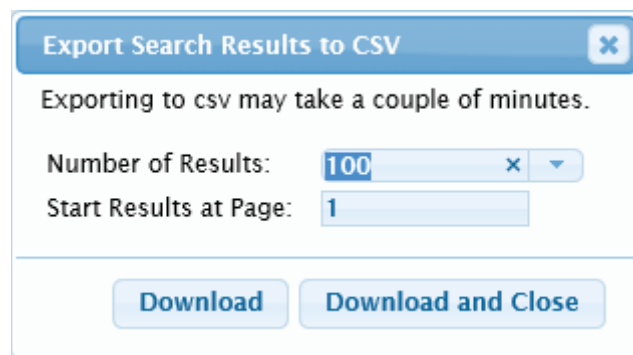 Export Search Results to CSV
Exporting to csv may take a couple of minutes.
Number of Results: 100
Start Results at Page: 1
Download Download and Close